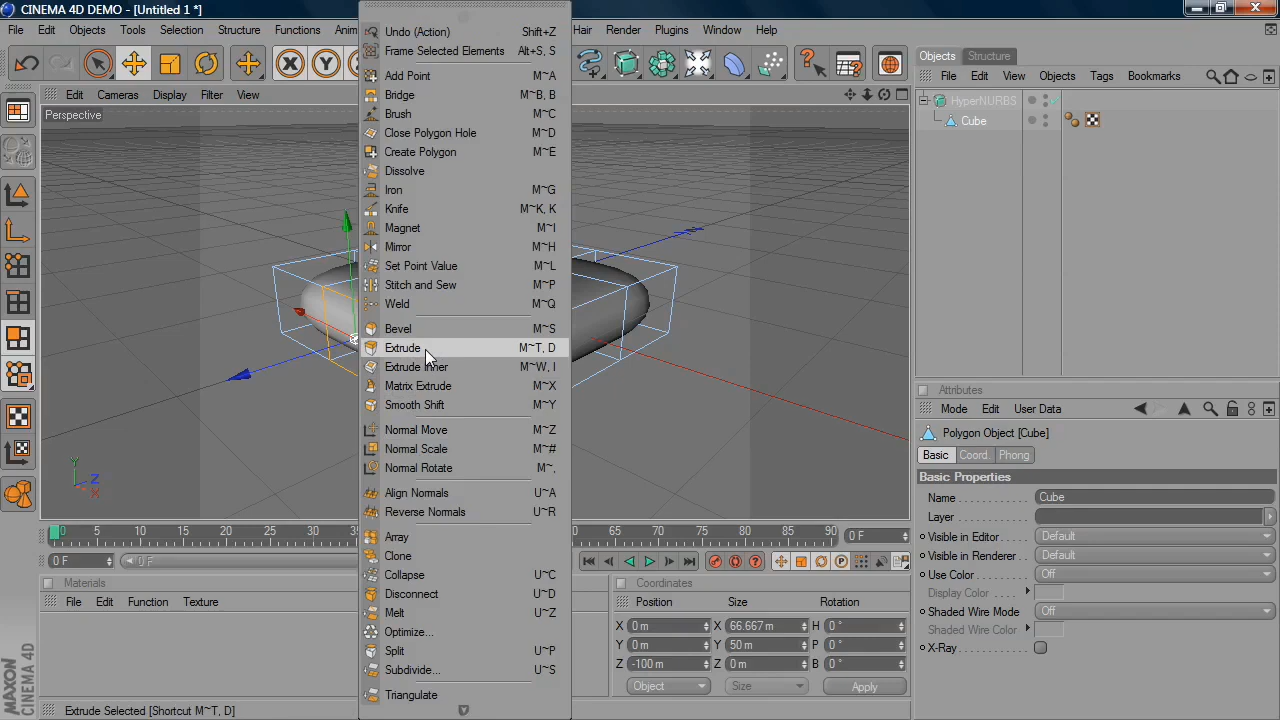 CINEMA 4D DEMO - [Untitled 1 *]
File Edit Objects Tools Selection Structure Functions Hair Render Plugins Window Help
Edit Cameras Display Filter View
Perspective
Undo (Action) Shift+Z
Frame Selected Elements Alt+S, S
Add Point M~A
Bridge M~B, B
Brush M~C
Close Polygon Hole M~D
Create Polygon M~E
Dissolve
Iron M~G
Knife M~K, K
Magnet M~I
Mirror M~H
Set Point Value M~L
Stitch and Sew M~P
Weld M~Q
Bevel M~S
Extrude M~T, D
Extrude Inner M~W, I
Matrix Extrude M~X
Smooth Shift M~Y
Normal Move M~Z
Normal Scale M~#
Normal Rotate M~,
Align Normals U~A
Reverse Normals U~R
Array
Clone
Collapse U~C
Disconnect U~D
Melt U~Z
Optimize...
Split U~P
Subdivide... U~S
Triangulate
Objects Structure
File Edit View Objects Tags Bookmarks
HyperNURBS
Cube
Attributes
Mode Edit User Data
Polygon Object [Cube]
Basic Coord. Phong
Basic Properties
Name Cube
Layer
Visible in Editor Default
Visible in Renderer Default
Use Color Off
Display Color
Shaded Wire Mode Off
Shaded Wire Color
X-Ray
Y
Z
X
0 5 10 15 20 25 30 65 70 75 80 85 90
0 F
0 F
0 F
Materials
File Edit Function Texture
Coordinates
Position Size Rotation
X 0 m X 66.667 m H 0 °
Y 0 m Y 50 m P 0 °
Z -100 m Z 0 m B 0 °
Object Size Apply
MAXON CINEMA 4D
Extrude Selected [Shortcut M~T, D]